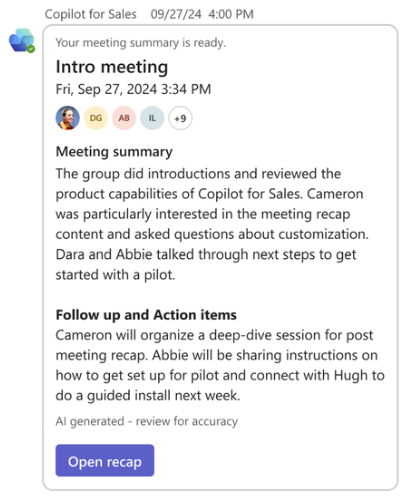 Copilot for Sales 09/27/24 4:00 PM
Your meeting summary is ready.
Intro meeting
Fri, Sep 27, 2024 3:34 PM
DG AB IL +9
Meeting summary
The group did introductions and reviewed the
product capabilities of Copilot for Sales. Cameron
was particularly interested in the meeting recap
content and asked questions about customization.
Dara and Abbie talked through next steps to get
started with a pilot.
Follow up and Action items
Cameron will organize a deep-dive session for post
meeting recap. Abbie will be sharing instructions on
how to get set up for pilot and connect with Hugh to
do a guided install next week.
AI generated - review for accuracy
Open recap